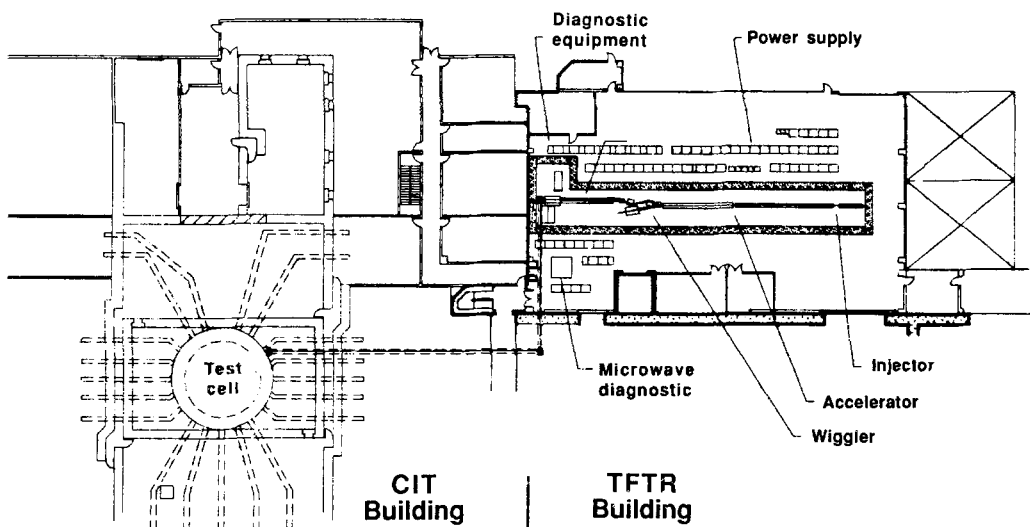 Diagnostic
equipment
Power supply
Test
cell
Microwave
diagnostic
Injector
Accelerator
Wiggler
CIT
Building
TFTR
Building